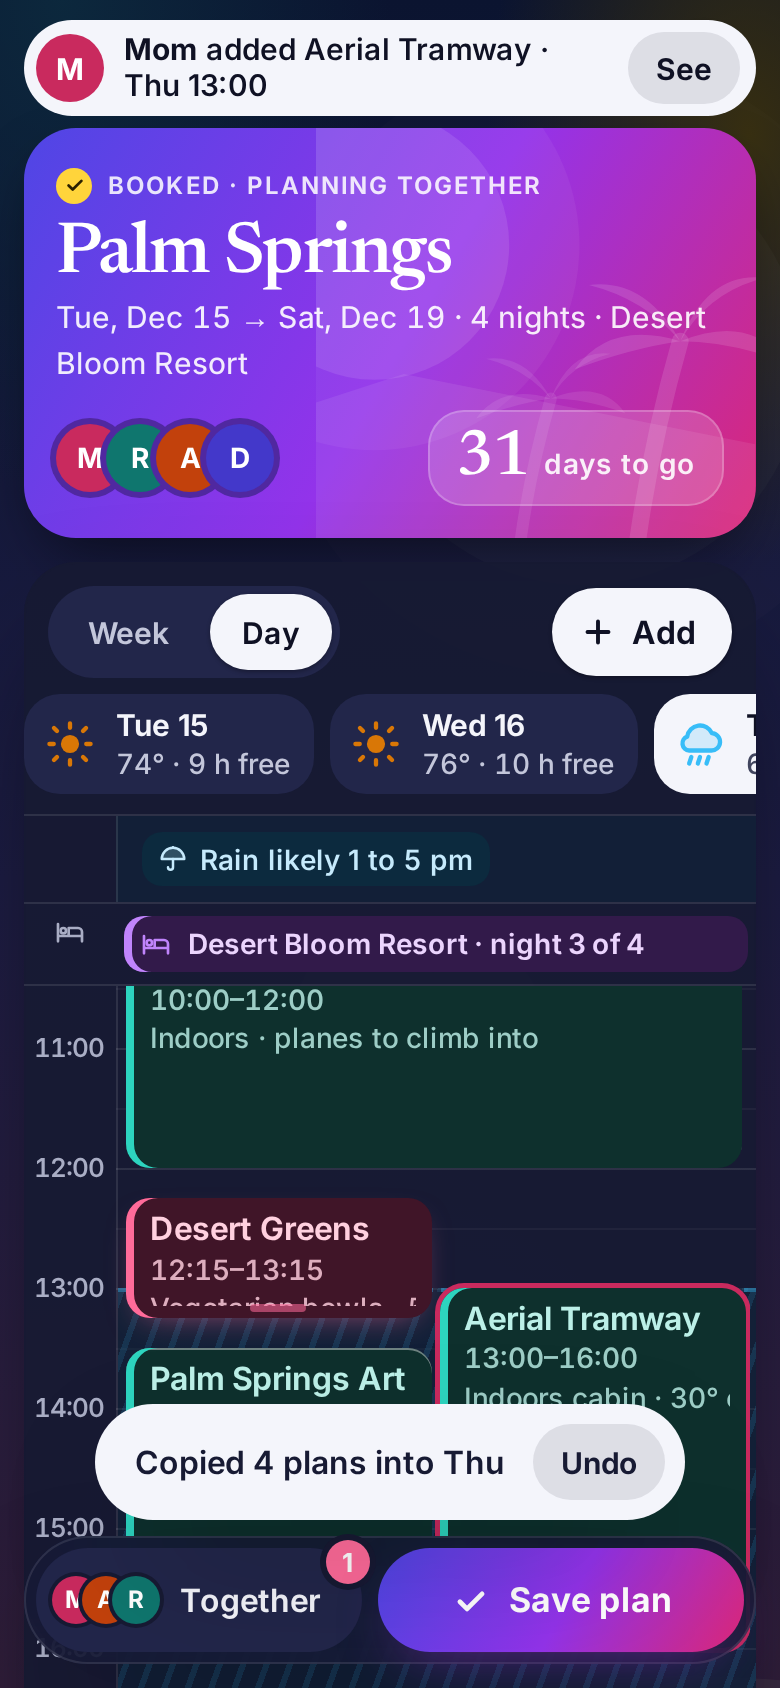 M
Mom added Aerial Tramway ·
Thu 13:00
See
BOOKED · PLANNING TOGETHER
Palm Springs
Tue, Dec 15 → Sat, Dec 19 · 4 nights · Desert
Bloom Resort
M R A D
31 days to go
Week
Day
+ Add
Tue 15
74° · 9 h free
Wed 16
76° · 10 h free
Rain likely 1 to 5 pm
Desert Bloom Resort · night 3 of 4
10:00–12:00
Indoors · planes to climb into
11:00
12:00
Desert Greens
12:15–13:15
13:00
Aerial Tramway
13:00–16:00
Indoors cabin · 30°
Palm Springs Art
14:00
Copied 4 plans into Thu
Undo
15:00
M A R
Together
1
Save plan